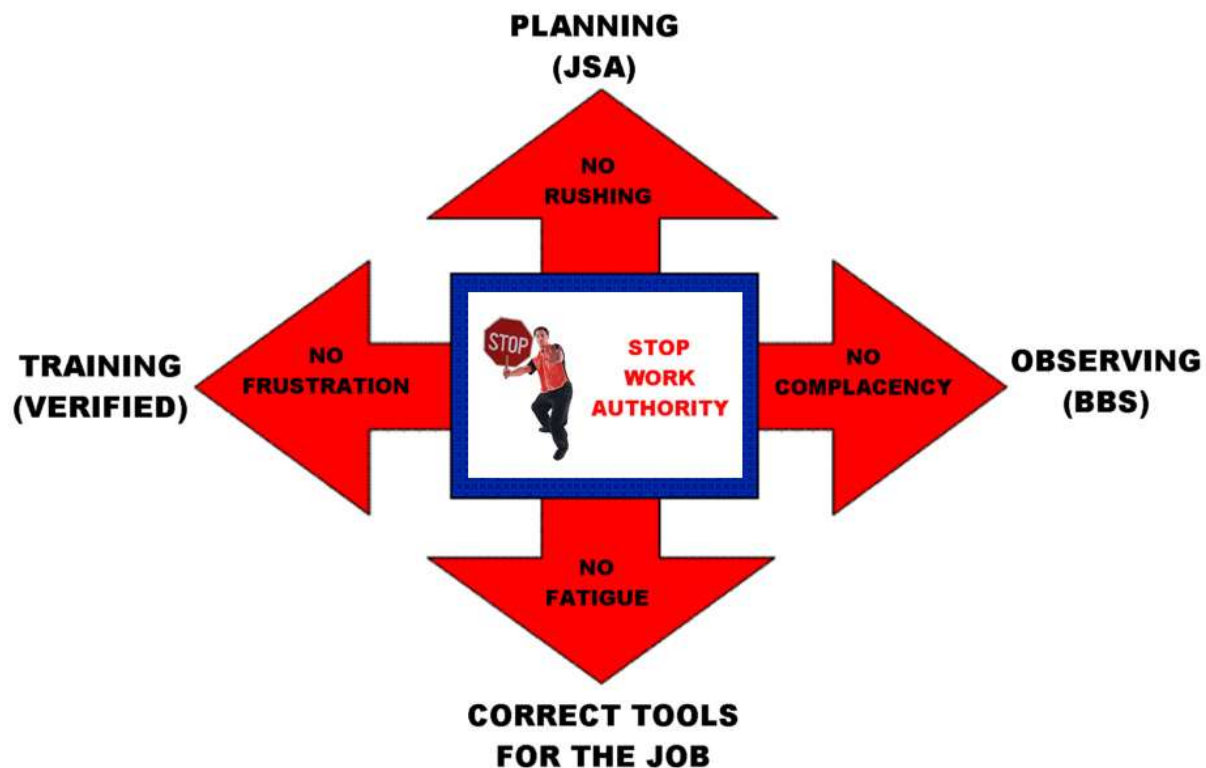 PLANNING
(JSA)
NO
RUSHING
TRAINING
(VERIFIED)
NO
FRUSTRATION
STOP
STOP
WORK
AUTHORITY
NO
COMPLACENCY
OBSERVING
(BBS)
NO
FATIGUE
CORRECT TOOLS
FOR THE JOB